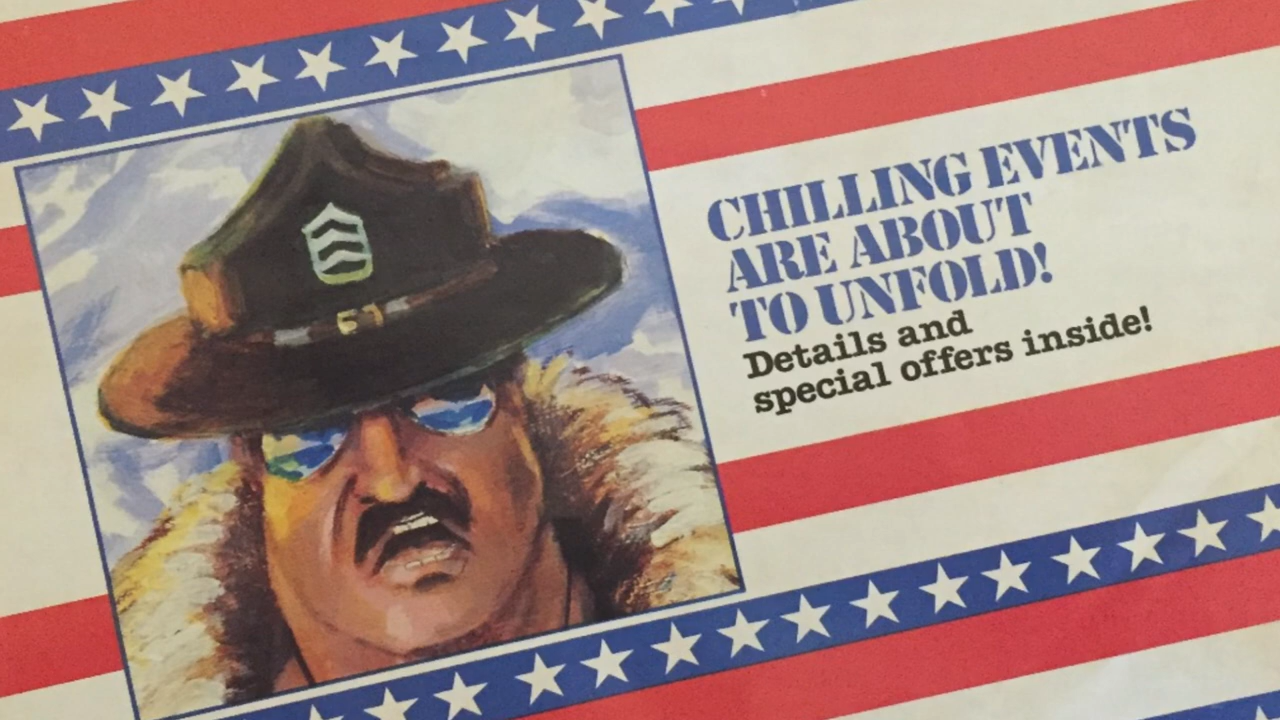 CHILLING EVENTS
ARE ABOUT
TO UNFOLD!
Details and
special offers inside!